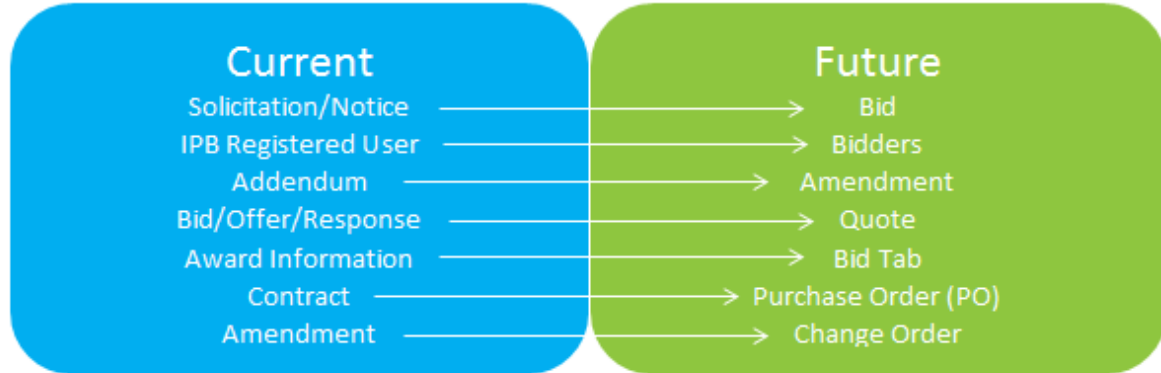 Current Future
Solicitation/Notice Bid
IPB Registered User Bidders
Addendum Amendment
Bid/Offer/Response Quote
Award Information Bid Tab
Contract Purchase Order (PO)
Amendment Change Order